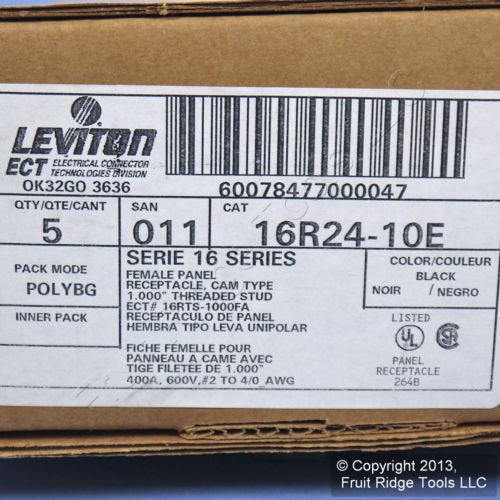 LEVITON
ECT ELECTRICAL CONNECTOR
TECHNOLOGIES DIVISION
OK32GO 3636
60078477000047
QTY/QTE/CANT
5
SAN
011
CAT
16R24-10E
PACK MODE
POLYBG
INNER PACK
SERIE 16 SERIES
FEMALE PANEL
RECEPTACLE, CAM TYPE
1.000" THREADED STUD
ECT# 16RTS-1000FA
RECEPTACULO DE PANEL
HEMBRA TIPO LEVA UNIPOLAR
FICHE FÉMELLE POUR
PANNEAU A CAME AVEC
TIGE FILETEE DE 1.000"
400A, 600V,#2 TO 4/0 AWG
COLOR/COULEUR
BLACK
NOIR / NEGRO
LISTED
UL SA
PANEL
RECEPTACLE
264B
© Copyright 2013,
Fruit Ridge Tools LLC